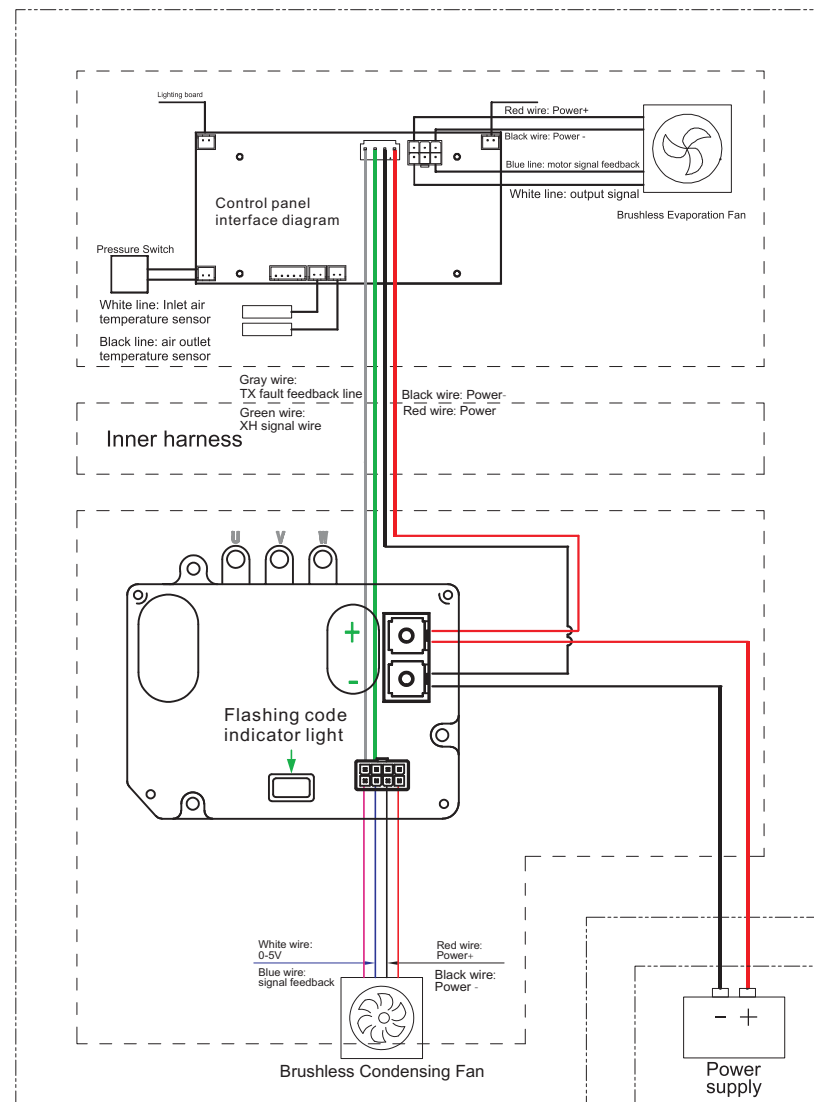 Lighting board
Red wire: Power+
Black wire: Power -
Blue line: motor signal feedback
White line: output signal
Brushless Evaporation Fan
Control panel
interface diagram
Pressure Switch
White line: Inlet air
temperature sensor
Black line: air outlet
temperature sensor
Gray wire:
TX fault feedback line
Green wire:
XH signal wire
Black wire: Power-
Red wire: Power
Inner harness
U V W
+
-
Flashing code
indicator light
White wire:
0-5V
Blue wire:
signal feedback
Red wire:
Power+
Black wire:
Power -
Brushless Condensing Fan
- +
Power
supply